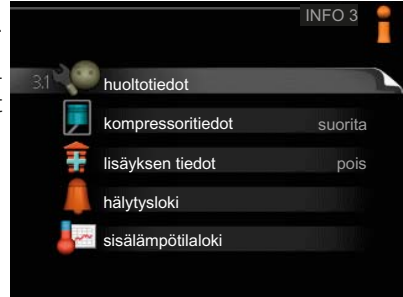 INFO 3
3.1 huoltotiedot
kompressoritiedot suorita
lisäyksen tiedot pois
hälytysloki
sisälämpötilaloki